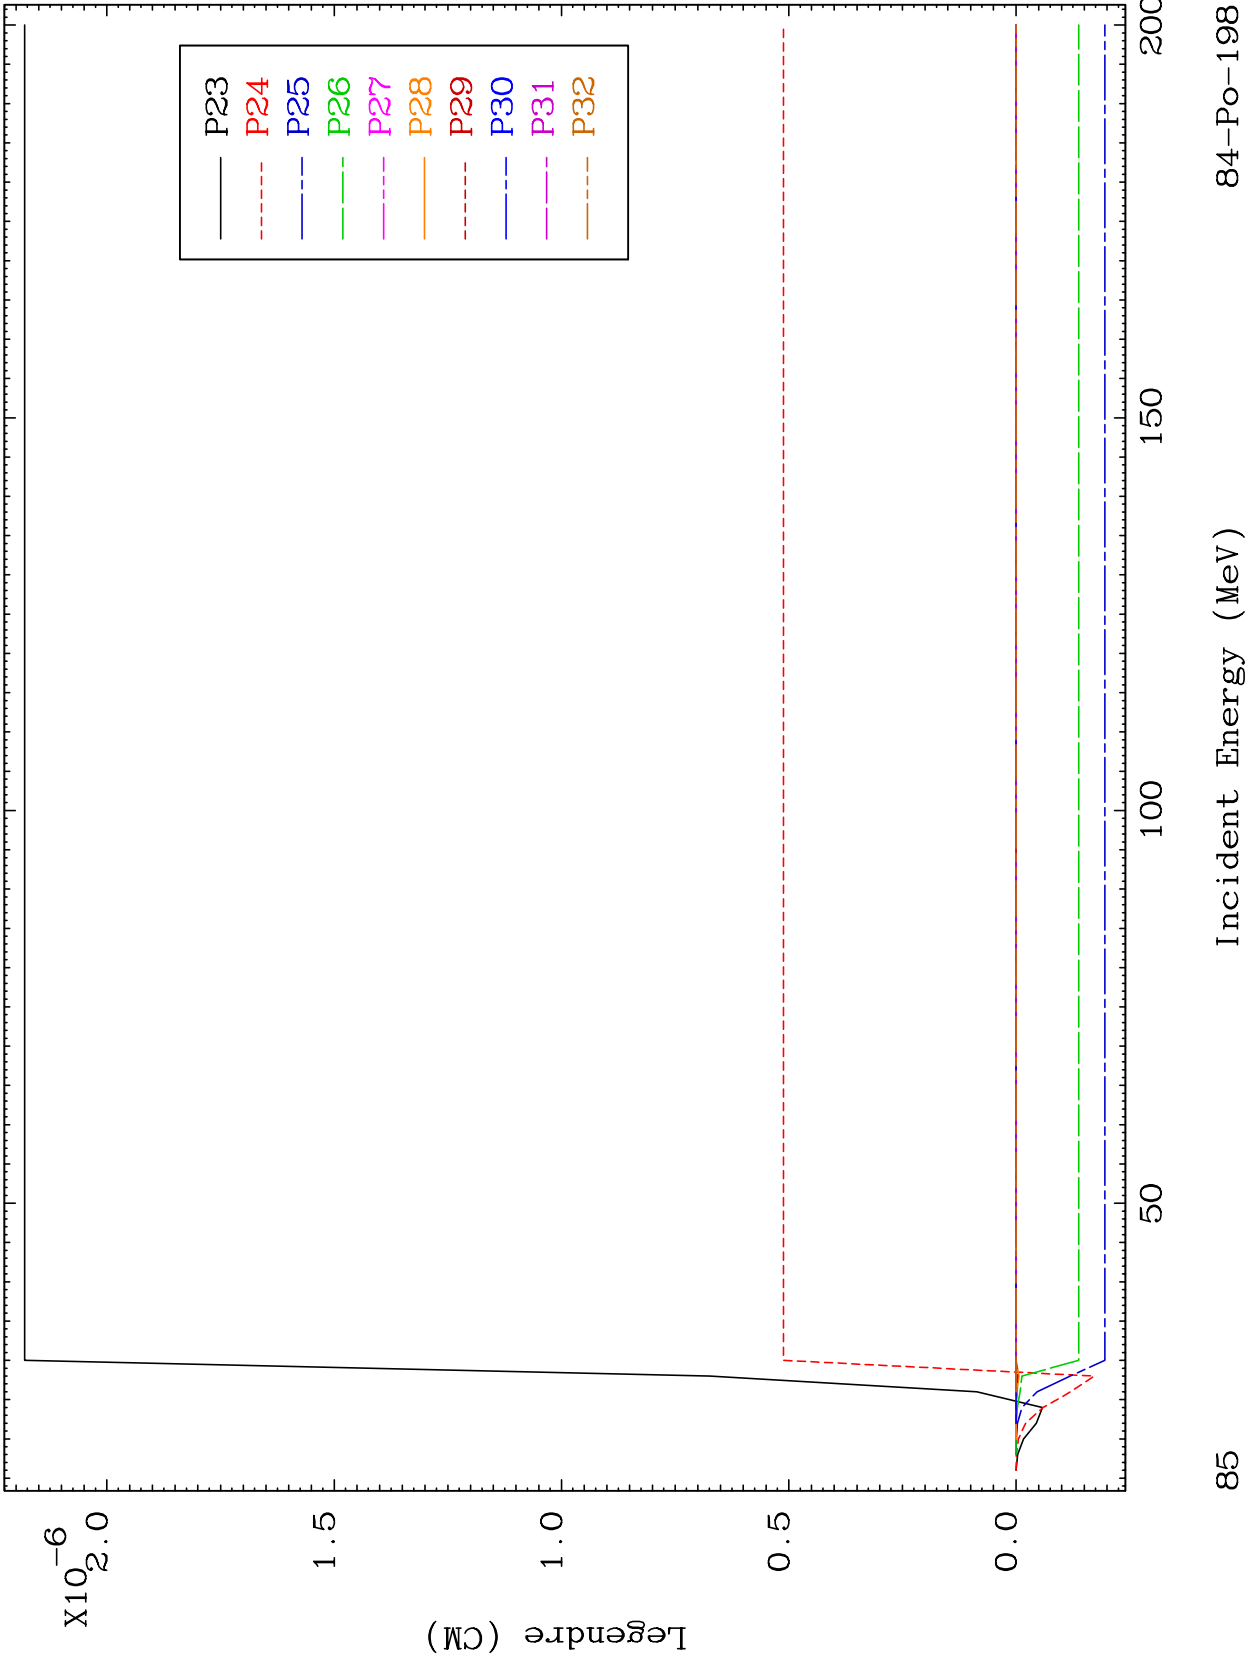 X10-6
2.0
1.5
1.0
0.5
0.0
Legendre (CM)
P23
P24
P25
P26
P27
P28
P29
P30
P31
P32
50
100
150
200
Incident Energy (MeV)
85
84-Po-198